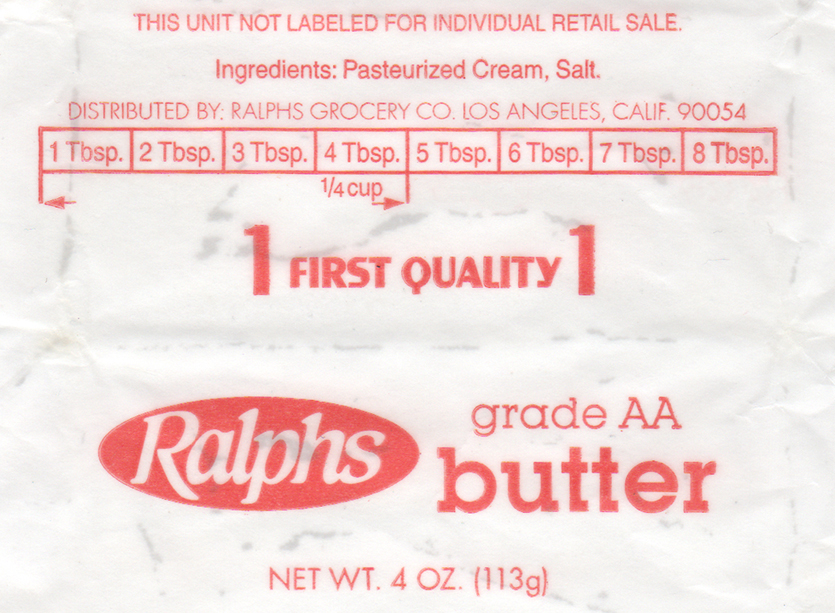 THIS UNIT NOT LABELED FOR INDIVIDUAL RETAIL SALE.
Ingredients: Pasteurized Cream, Salt.
DISTRIBUTED BY: RALPHS GROCERY CO. LOS ANGELES, CALIF. 90054
1 Tbsp. 2 Tbsp. 3 Tbsp. 4 Tbsp. 5 Tbsp. 6 Tbsp. 7 Tbsp. 8 Tbsp.
1/4 cup
1 FIRST QUALITY 1
Ralphs
grade AA
butter
NET WT. 4 OZ. (113g)